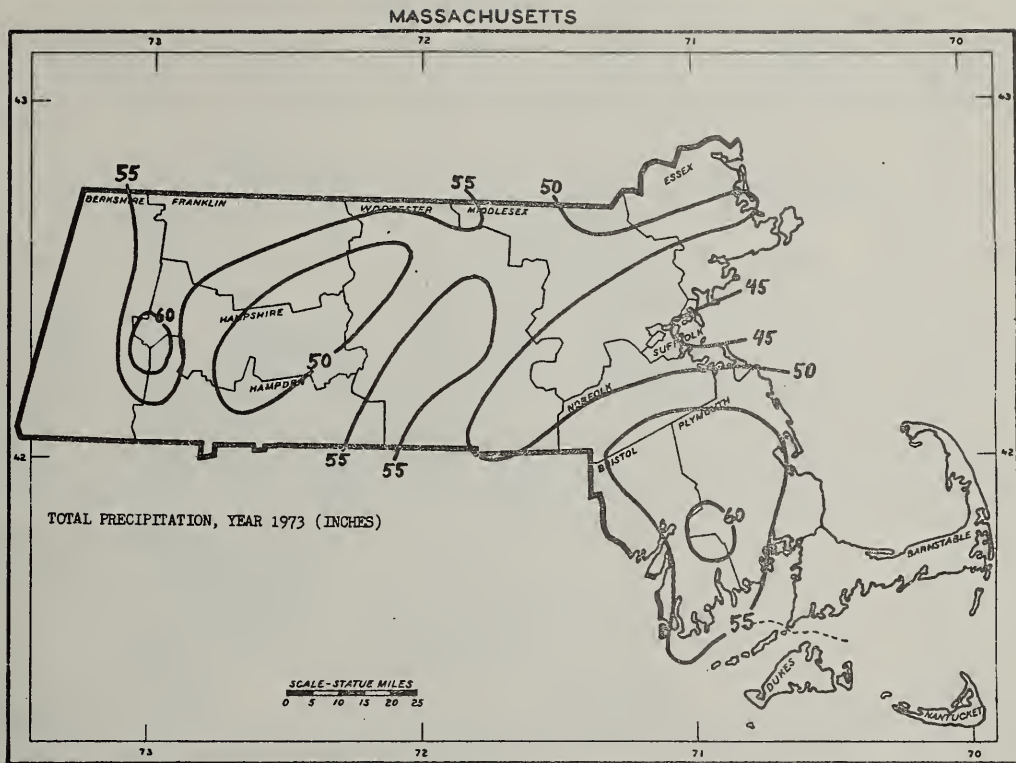 MASSACHUSETTS
73 72 71 70
43 43
55 55 50 ESSEX
BERKSHIRE FRANKLIN WORCESTER MIDDLESEX
60 45
HAMPSHIRE
SUFFOLK 45
50 50
HAMPDEN NORFOLK
PLYMOUTH
42 42
55 55 BRISTOL
TOTAL PRECIPITATION, YEAR 1973 (INCHES)
60
BARNSTABLE
55
SCALE-STATUE MILES
0 5 10 15 20 25
DUKES
NANTUCKET
73 72 71 70